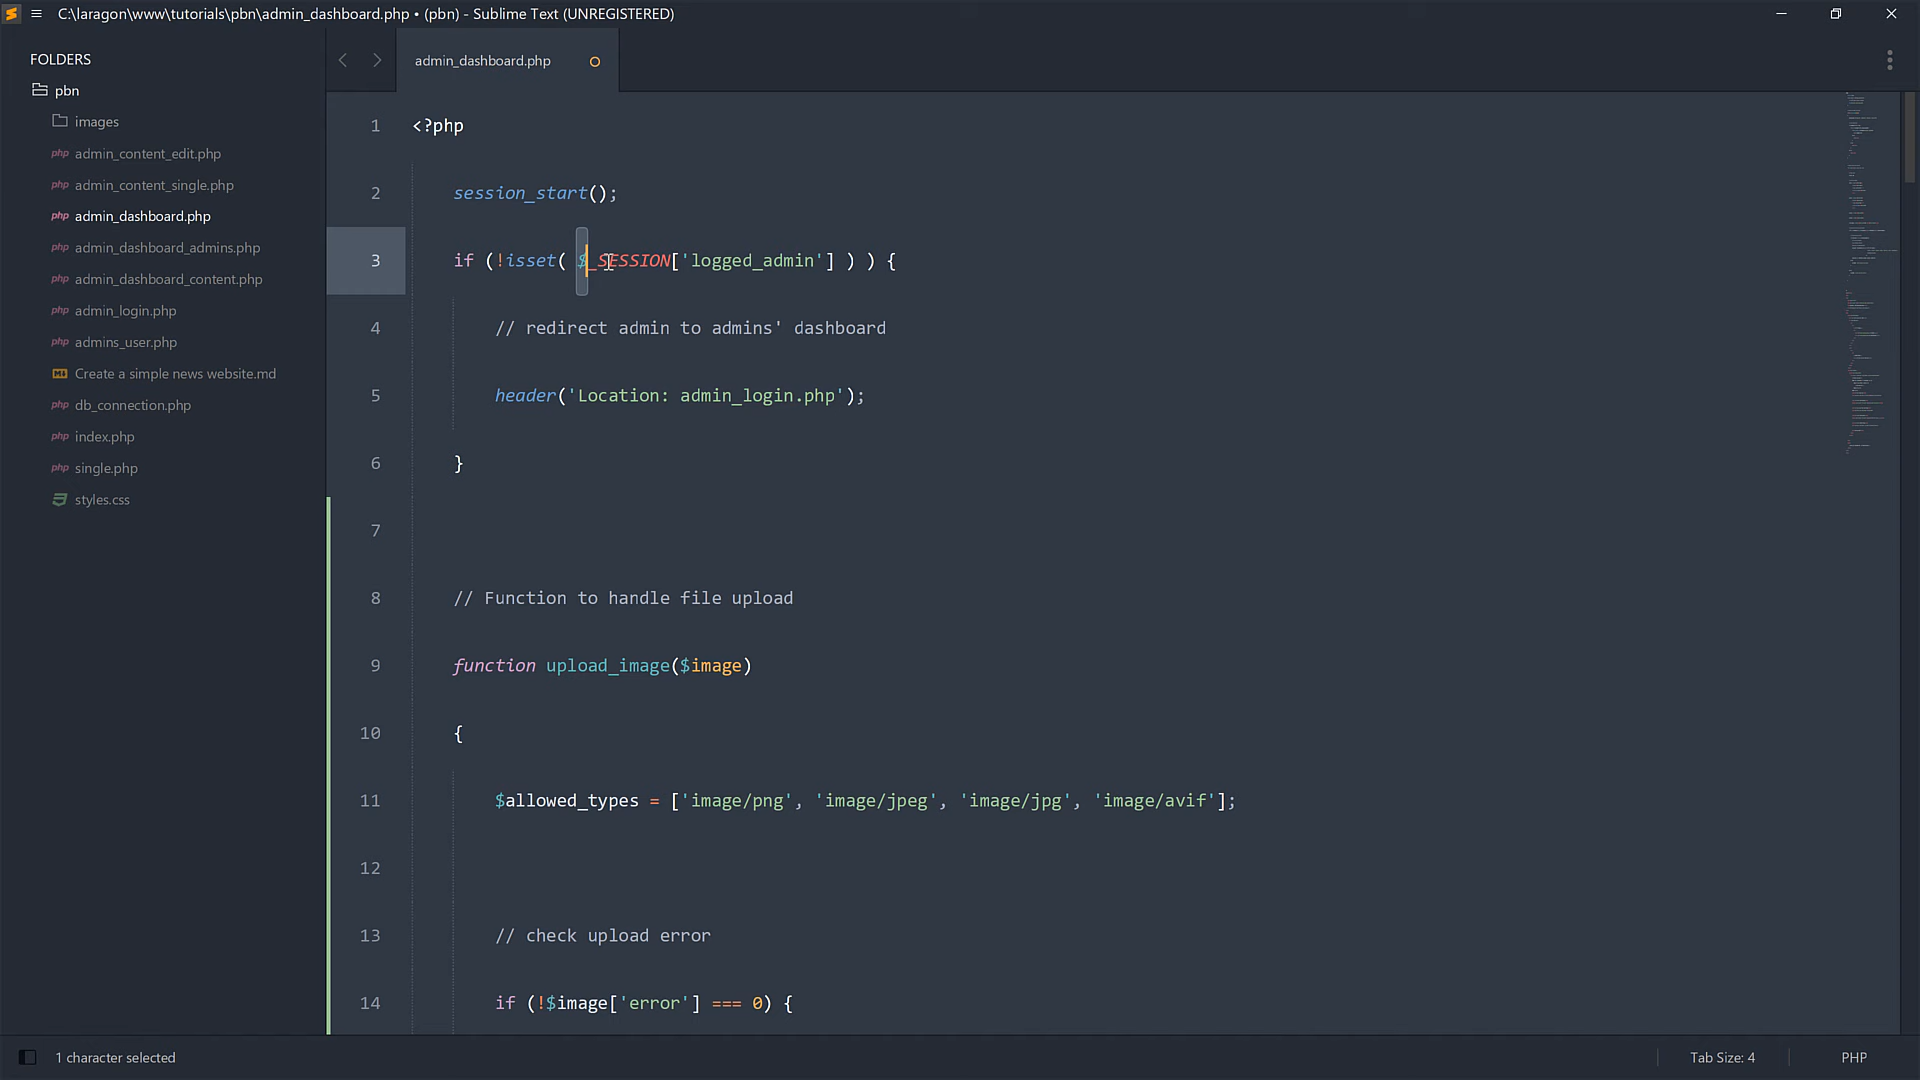 C:\laragon\www\tutorials\pbn\admin_dashboard.php • (pbn) - Sublime Text (UNREGISTERED)
FOLDERS
pbn
images
php admin_content_edit.php
php admin_content_single.php
php admin_dashboard.php
php admin_dashboard_admins.php
php admin_dashboard_content.php
php admin_login.php
php admins_user.php
Create a simple news website.md
php db_connection.php
php index.php
php single.php
styles.css
admin_dashboard.php
1 <?php
2 session_start();
3 if (!isset( $_SESSION['logged_admin'] ) ) {
4 // redirect admin to admins' dashboard
5 header('Location: admin_login.php');
6 }
7
8 // Function to handle file upload
9 function upload_image($image)
10 {
11 $allowed_types = ['image/png', 'image/jpeg', 'image/jpg', 'image/avif'];
12
13 // check upload error
14 if (!$image['error'] === 0) {
1 character selected
Tab Size: 4
PHP